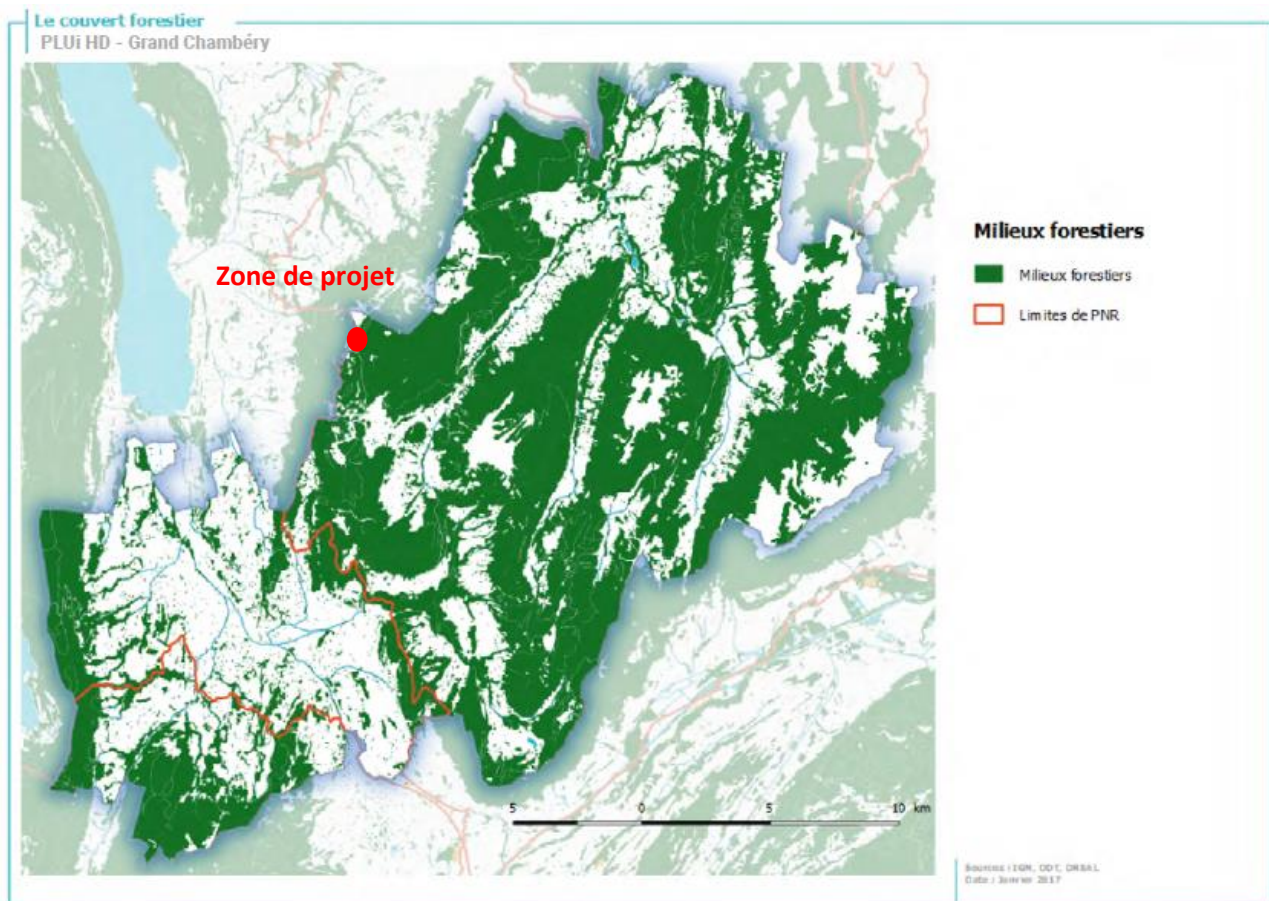 Le couvert forestier
PLUi HD - Grand Chambéry
Zone de projet
Milieux forestiers
Milieux forestiers
Limites de PNR
5 0 5 10 km
Sources : IGN, DDT, DREAL
Date : Janvier 2017